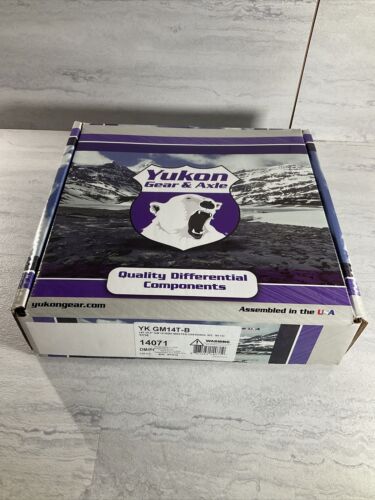 Yukon
Gear & Axle
Quality Differential
Components
yukongear.com
Assembled in the USA
YK GM14T-B
14071
WARNING